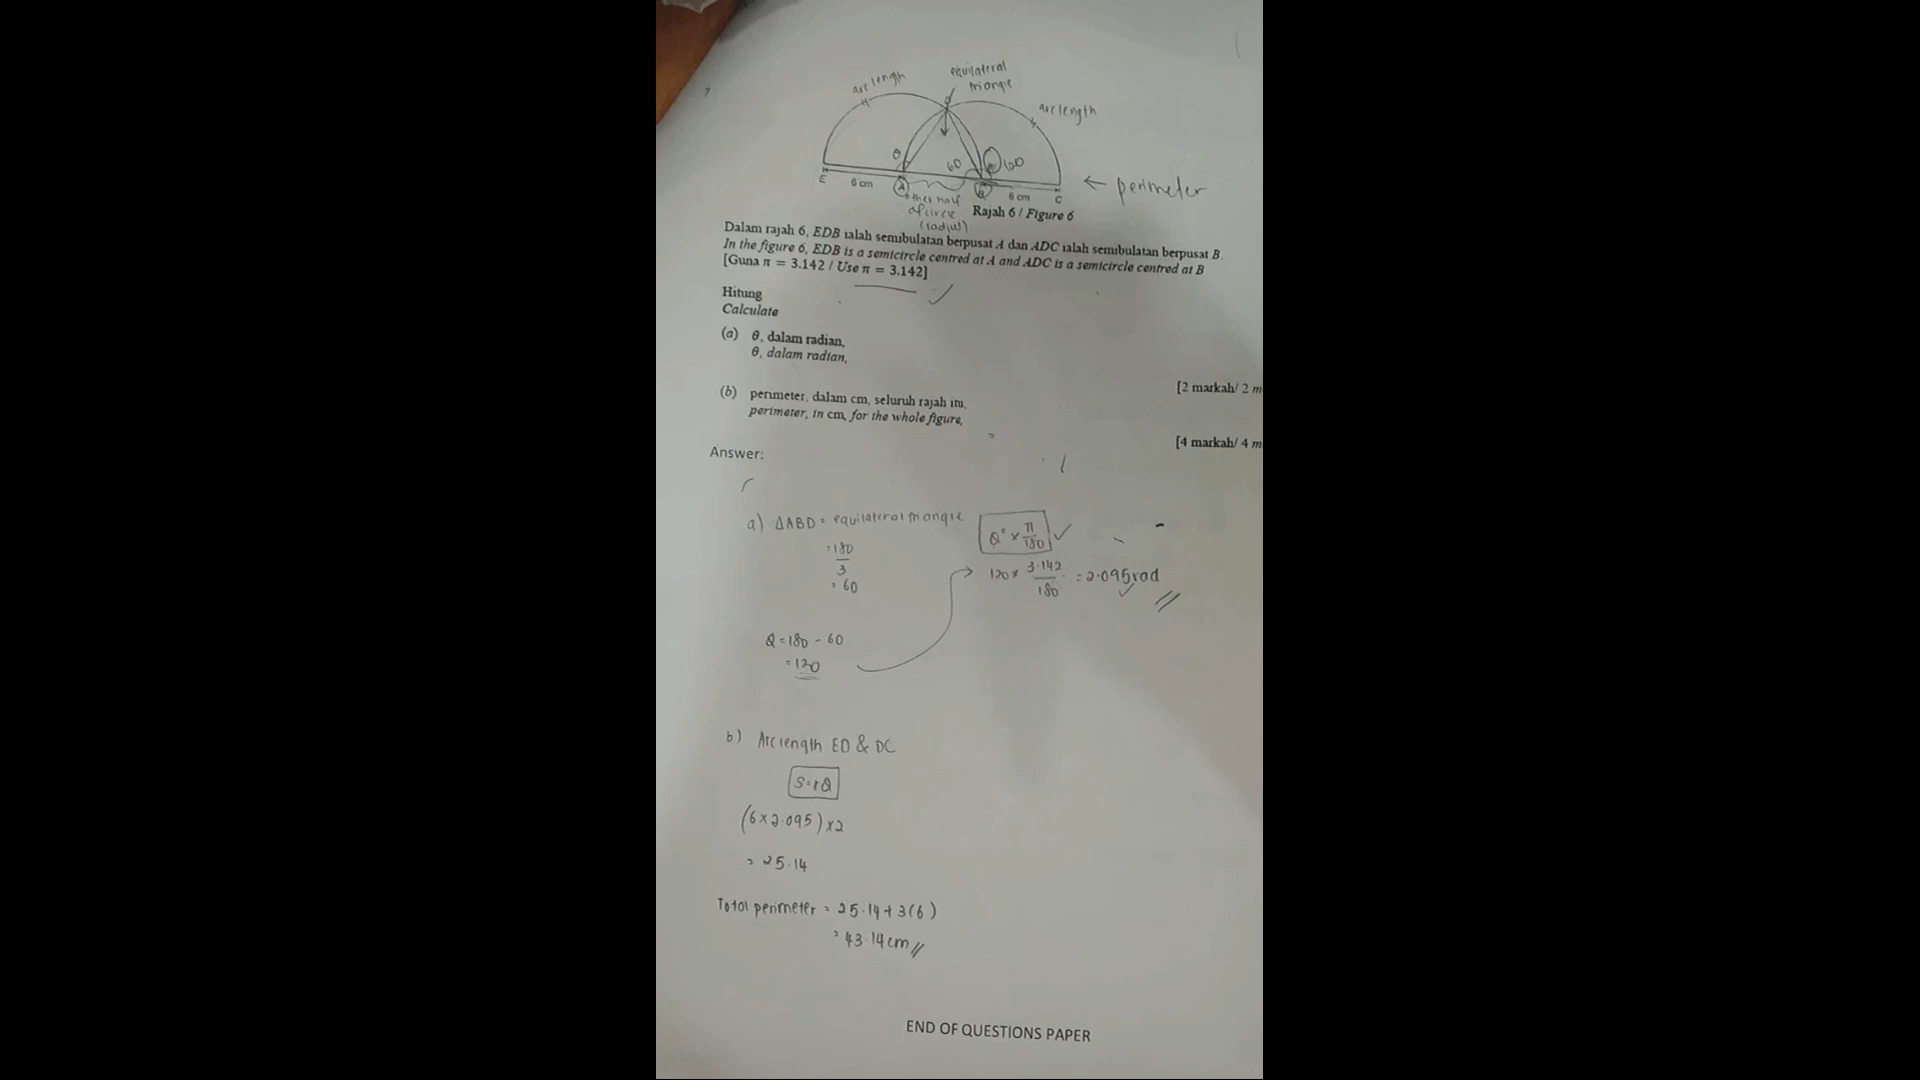 equilateral
triangle
arc length
arc length
D
θ
60
60
E
6 cm
A
B
6 cm
C
← perimeter
other half
of circle
(radius)
Rajah 6 / Figure 6
Dalam rajah 6, EDB ialah semibulatan berpusat A dan ADC ialah semibulatan berpusat B.
In the figure 6, EDB is a semicircle centred at A and ADC is a semicircle centred at B
[Guna π = 3.142 / Use π = 3.142]
Hitung
Calculate
(a) θ, dalam radian,
θ, dalam radian,
[2 markah/ 2 m
(b) perimeter, dalam cm, seluruh rajah itu,
perimeter, in cm, for the whole figure,
[4 markah/ 4 m
Answer:
a) ΔABD = equilateral triangle
= 180
3
= 60
θ° × π/180
120 × 3.142/180 = 2.095rad
θ = 180 - 60
= 120
b) Arc length ED & DC
S = rθ
(6 × 2.095) × 2
= 25.14
Total perimeter = 25.14 + 3(6)
= 43.14 cm //
END OF QUESTIONS PAPER